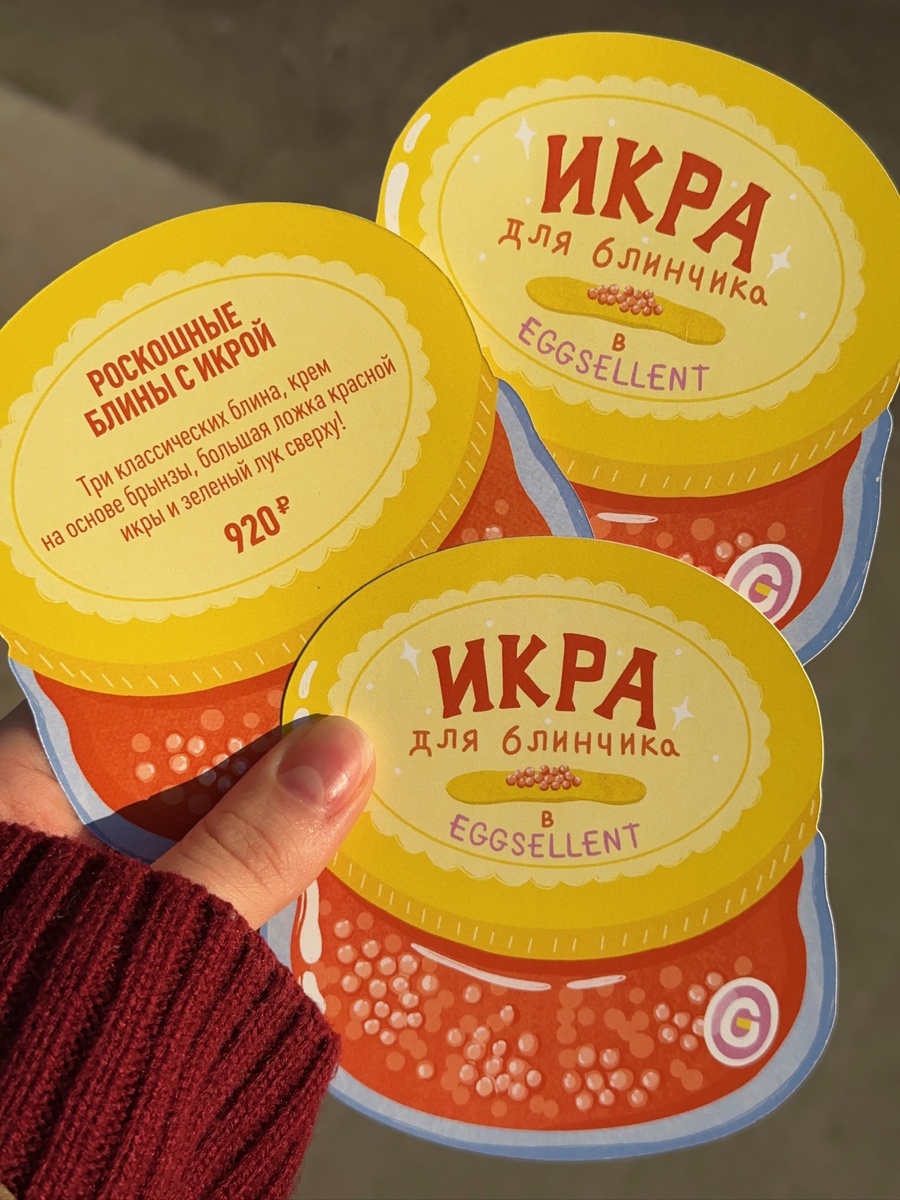 ИКРА
для блинчика
в
EGGSELLENT
РОСКОШНЫЕ
БЛИНЫ С ИКРОЙ
Три классических блина, крем
на основе брынзы, большая ложка красной
икры и зеленый лук сверху!
920₽
ИКРА
для блинчика
в
EGGSELLENT